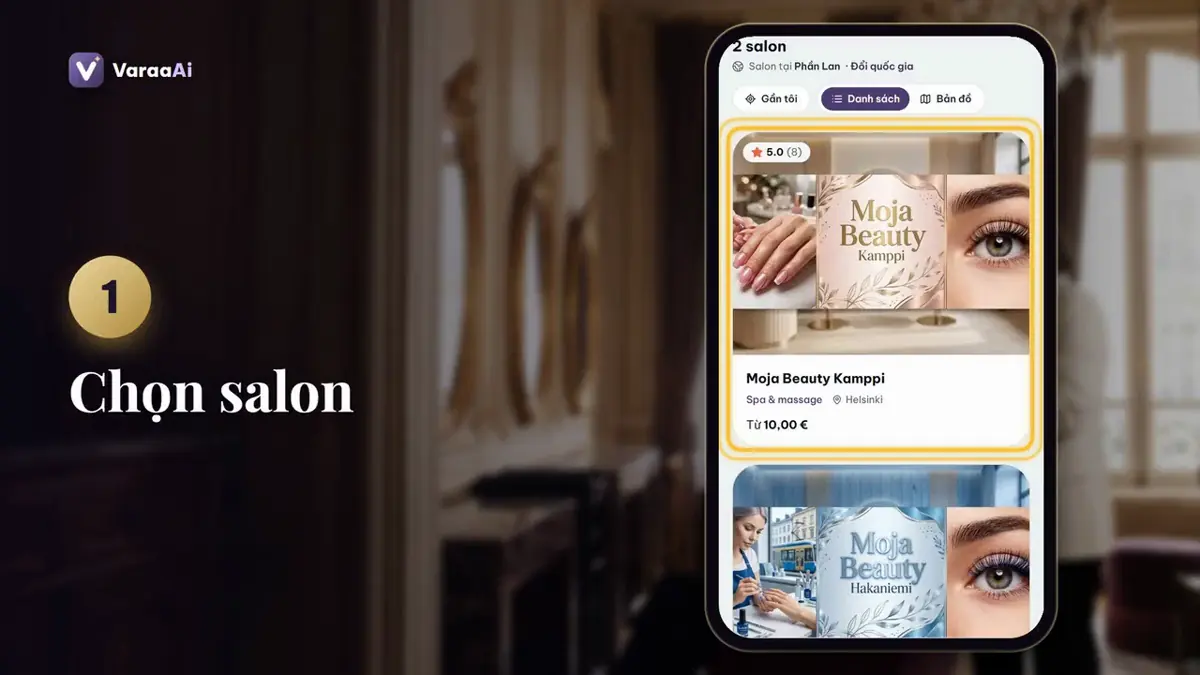 VaraaAi
1
Chọn salon
2 salon
Salon tại Phần Lan · Đổi quốc gia
Gần tôi
Danh sách
Bản đồ
5.0 (8)
Moja
Beauty
Kamppi
Moja Beauty Kamppi
Spa & massage
Helsinki
Từ 10,00 €
Moja
Beauty
Hakaniemi